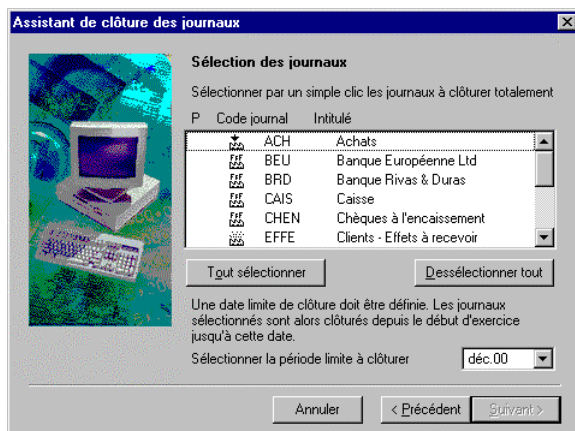 Assistant de clôture des journaux
Sélection des journaux
Sélectionner par un simple clic les journaux à clôturer totalement
P Code journal Intitulé
ACH Achats
BEU Banque Européenne Ltd
BRD Banque Rivas & Duras
CAIS Caisse
CHEN Chèques à l'encaissement
EFFE Clients - Effets à recevoir
Tout sélectionner Dessélectionner tout
Une date limite de clôture doit être définie. Les journaux
sélectionnés sont alors clôturés depuis le début d'exercice
jusqu'à cette date.
Sélectionner la période limite à clôturer déc.00
Annuler < Précédent Suivant >